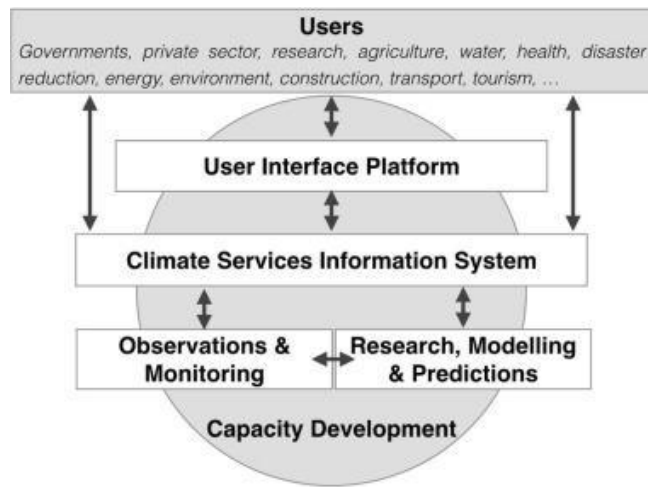 Users
Governments, private sector, research, agriculture, water, health, disaster
reduction, energy, environment, construction, transport, tourism, ...
User Interface Platform
Climate Services Information System
Observations &
Monitoring
Research, Modelling
& Predictions
Capacity Development